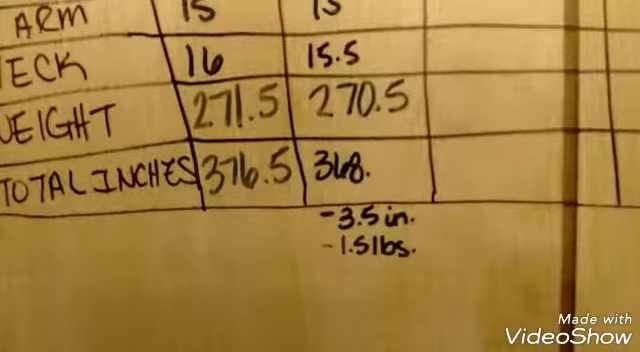 ARM 15 15
ECK 16 15.5
EIGHT 271.5 270.5
TOTAL INCHES 376.5 368.
-3.5 in.
-1.5 lbs.
Made with
VideoShow